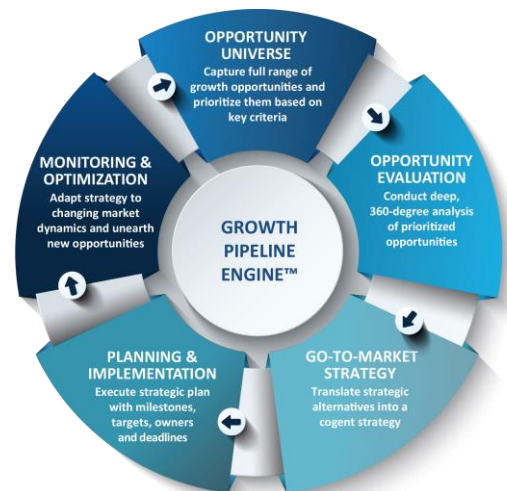 OPPORTUNITY
UNIVERSE
Capture full range of
growth opportunities and
prioritize them based on
key criteria
OPPORTUNITY
EVALUATION
Conduct deep,
360-degree analysis
of prioritized
opportunities
GO-TO-MARKET
STRATEGY
Translate strategic
alternatives into a
cogent strategy
PLANNING &
IMPLEMENTATION
Execute strategic plan
with milestones,
targets, owners
and deadlines
MONITORING &
OPTIMIZATION
Adapt strategy to
changing market
dynamics and unearth
new opportunities
GROWTH
PIPELINE
ENGINE™